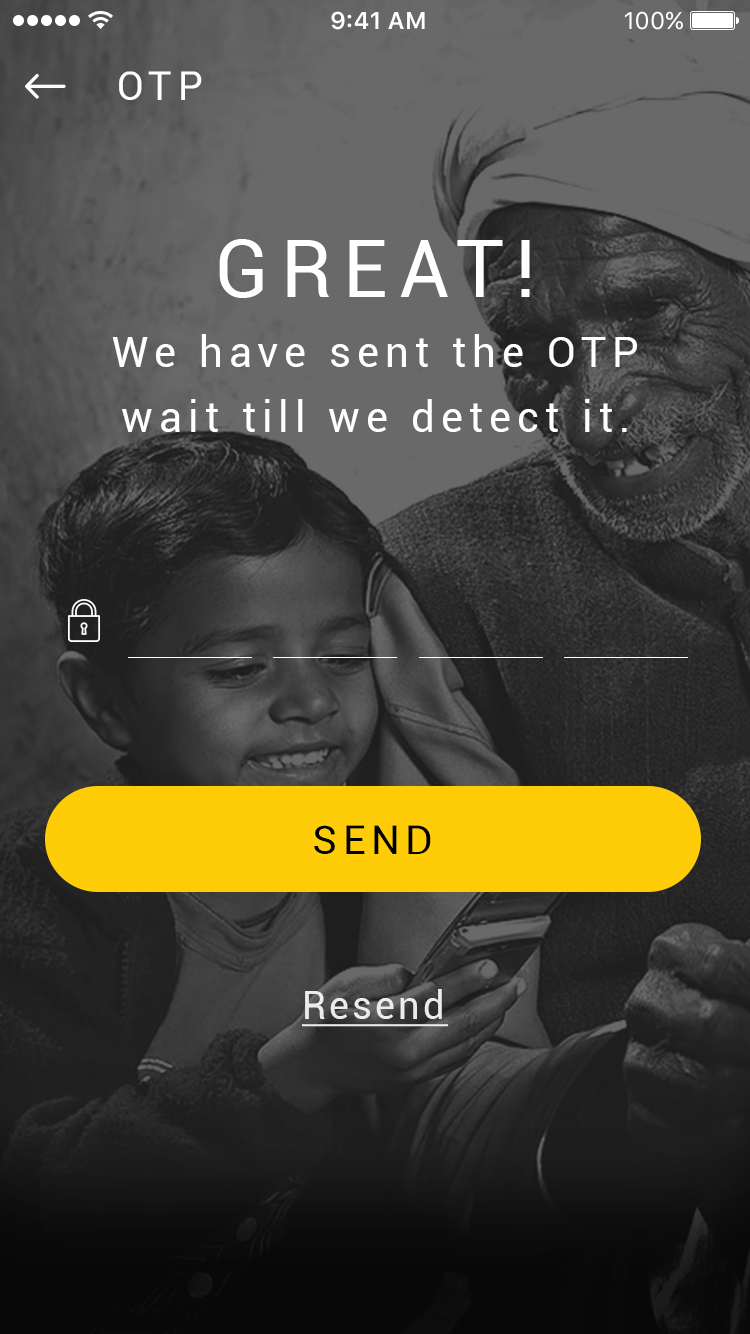 9:41 AM
100%
OTP
GREAT!
We have sent the OTP
wait till we detect it.
SEND
Resend